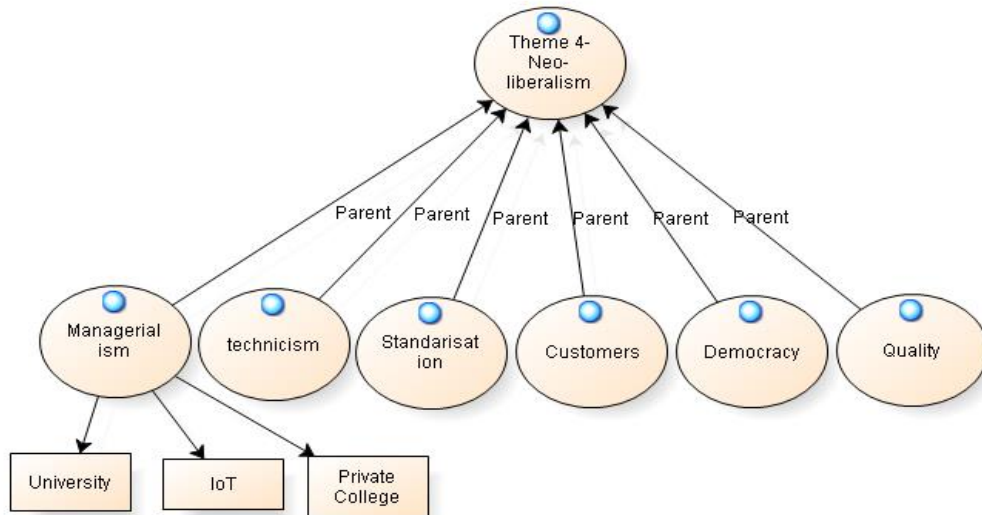 Theme 4-
Neo-
liberalism
Parent
Parent
Parent
Parent
Parent
Parent
Managerial
ism
technicism
Standarisat
ion
Customers
Democracy
Quality
University
IoT
Private
College